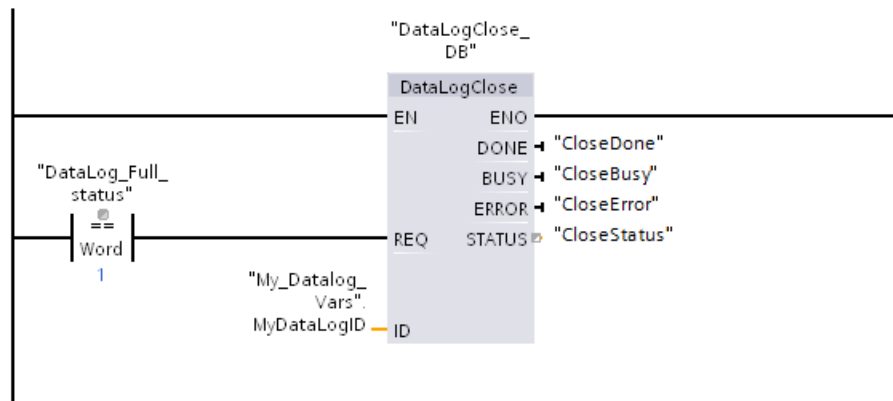 "DataLogClose_
DB"
DataLogClose
EN ENO
DONE "CloseDone"
BUSY "CloseBusy"
ERROR "CloseError"
"DataLog_Full_
status"
==
Word
1
REQ STATUS "CloseStatus"
"My_Datalog_
Vars".
MyDataLogID ID